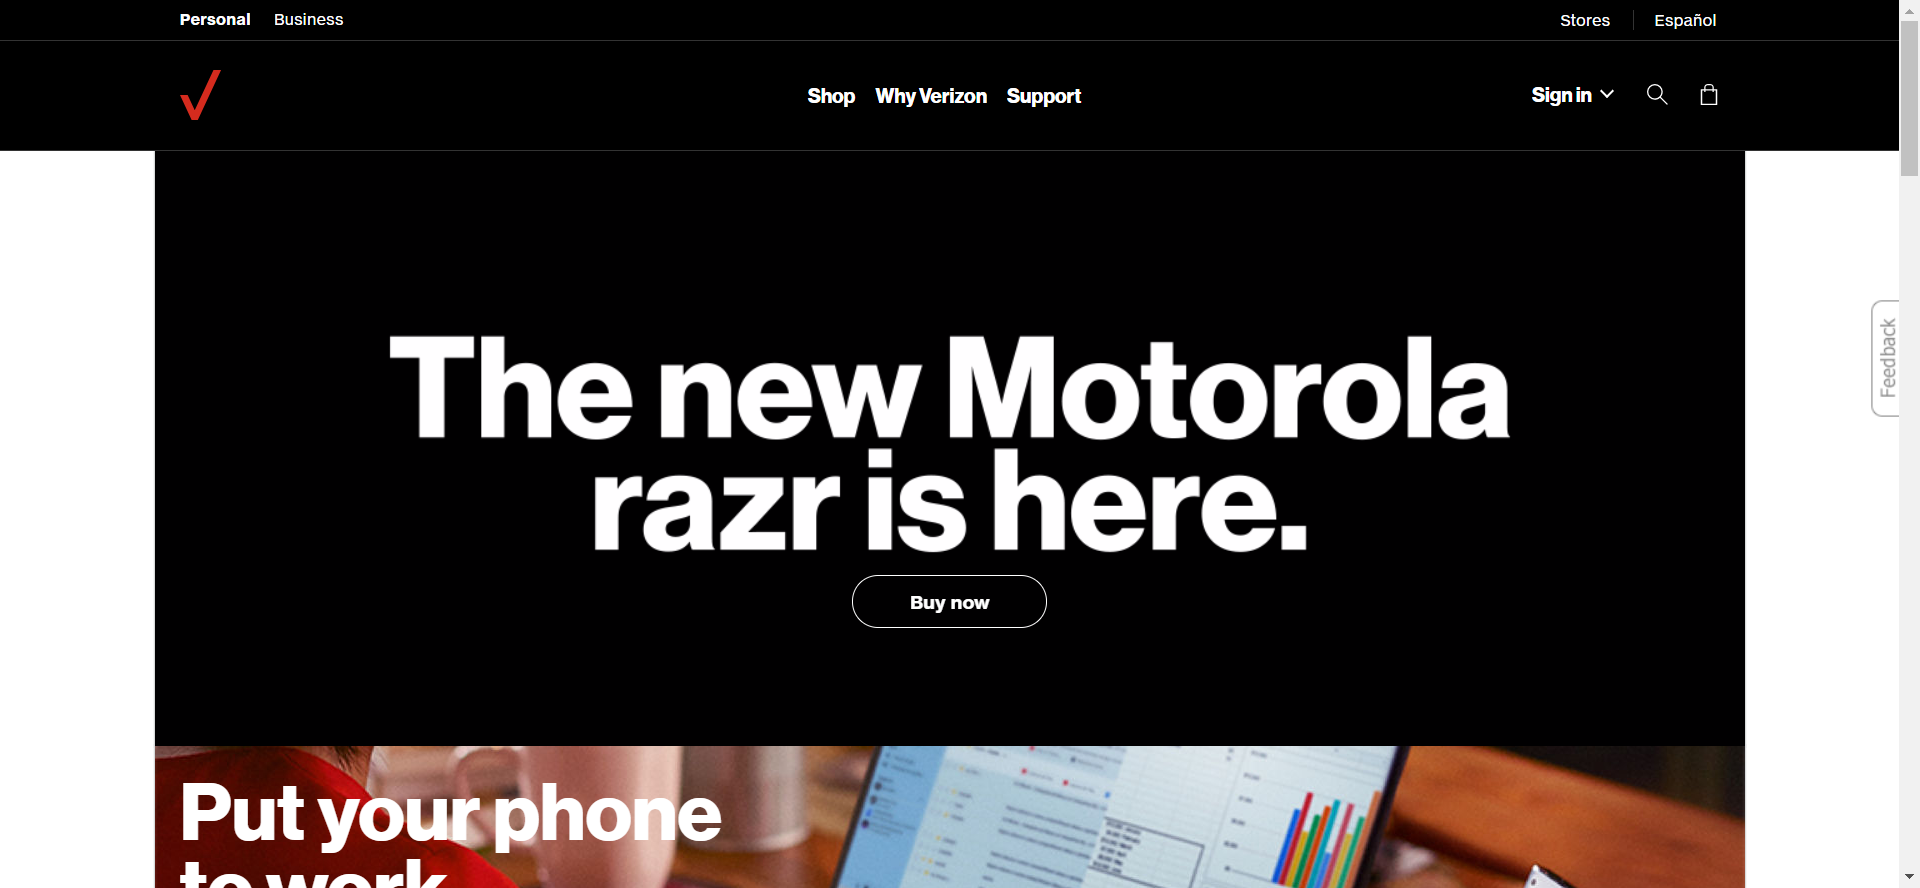 Personal Business
Stores Español
Shop Why Verizon Support
Sign in
The new Motorola
razr is here.
Buy now
Feedback
Put your phone
to work